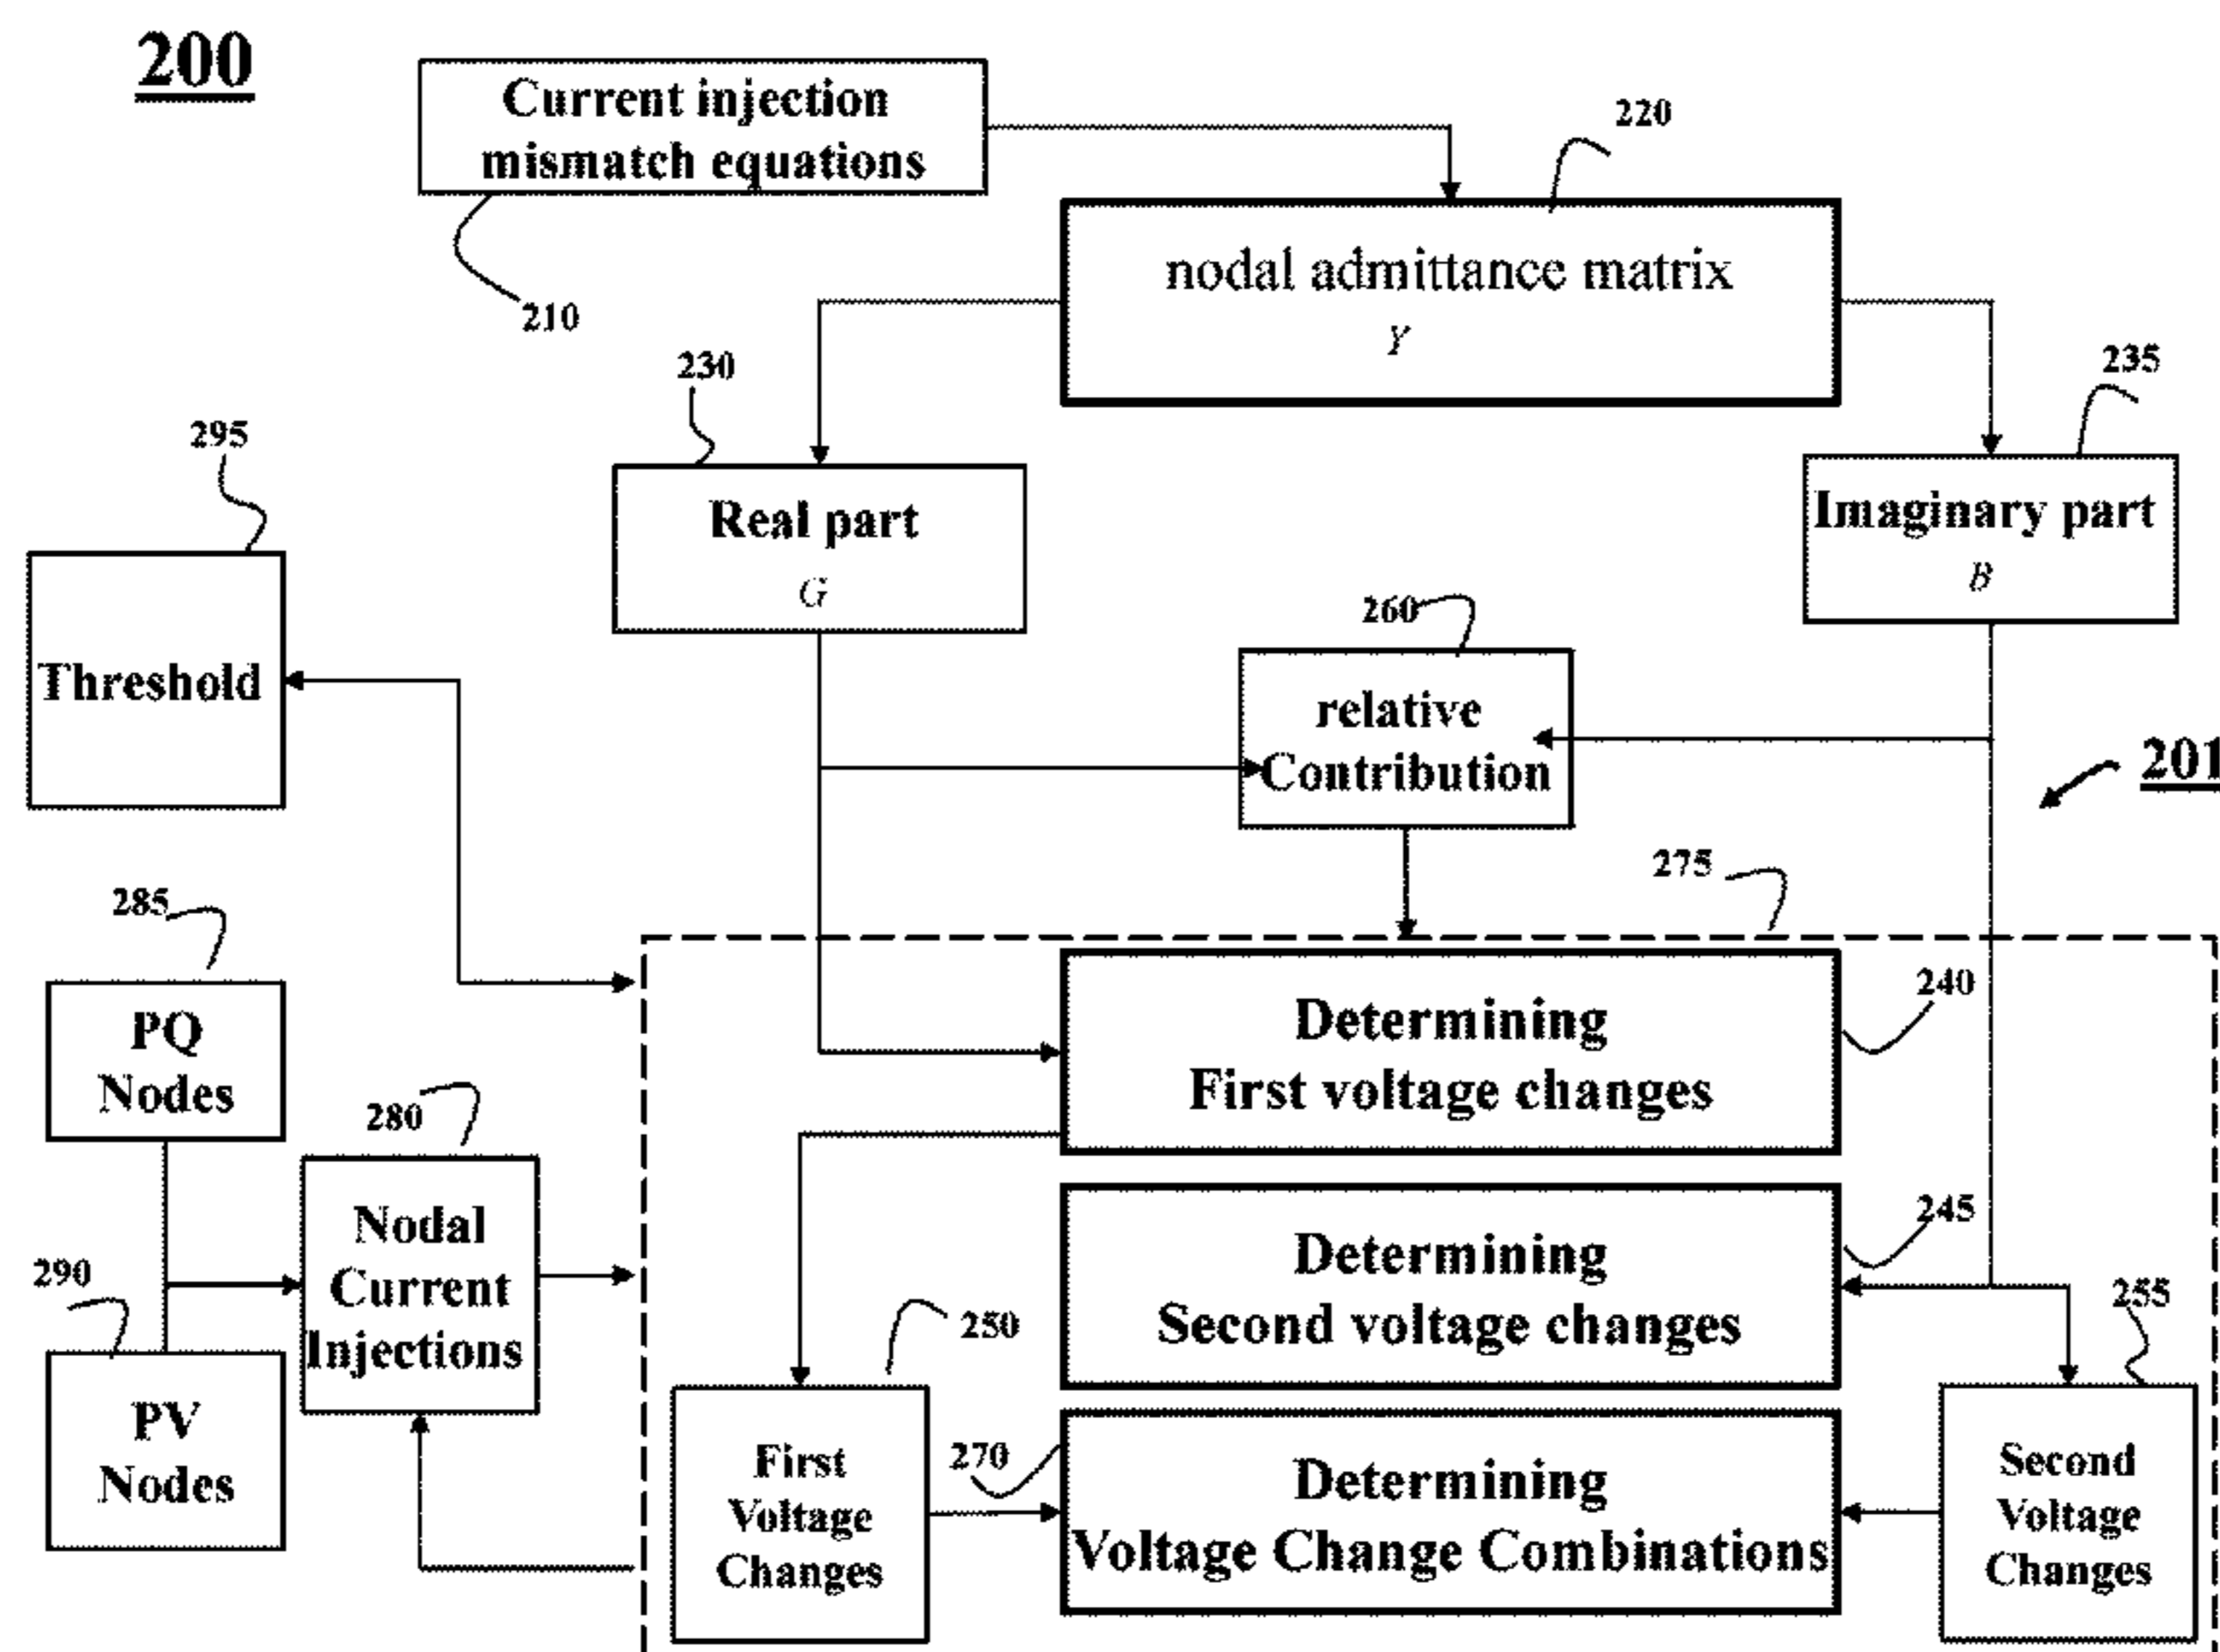 200
Current injection
mismatch equations
220
nodal admittance matrix
Y
210
230
235
295
Real part
G
Imaginary part
B
260
Threshold
relative
Contribution
201
275
285
240
PQ
Nodes
Determining
First voltage changes
280
245
Nodal
Current
Injections
Determining
Second voltage changes
290
255
250
PV
Nodes
First
Voltage
Changes
270
Determining
Voltage Change Combinations
Second
Voltage
Changes